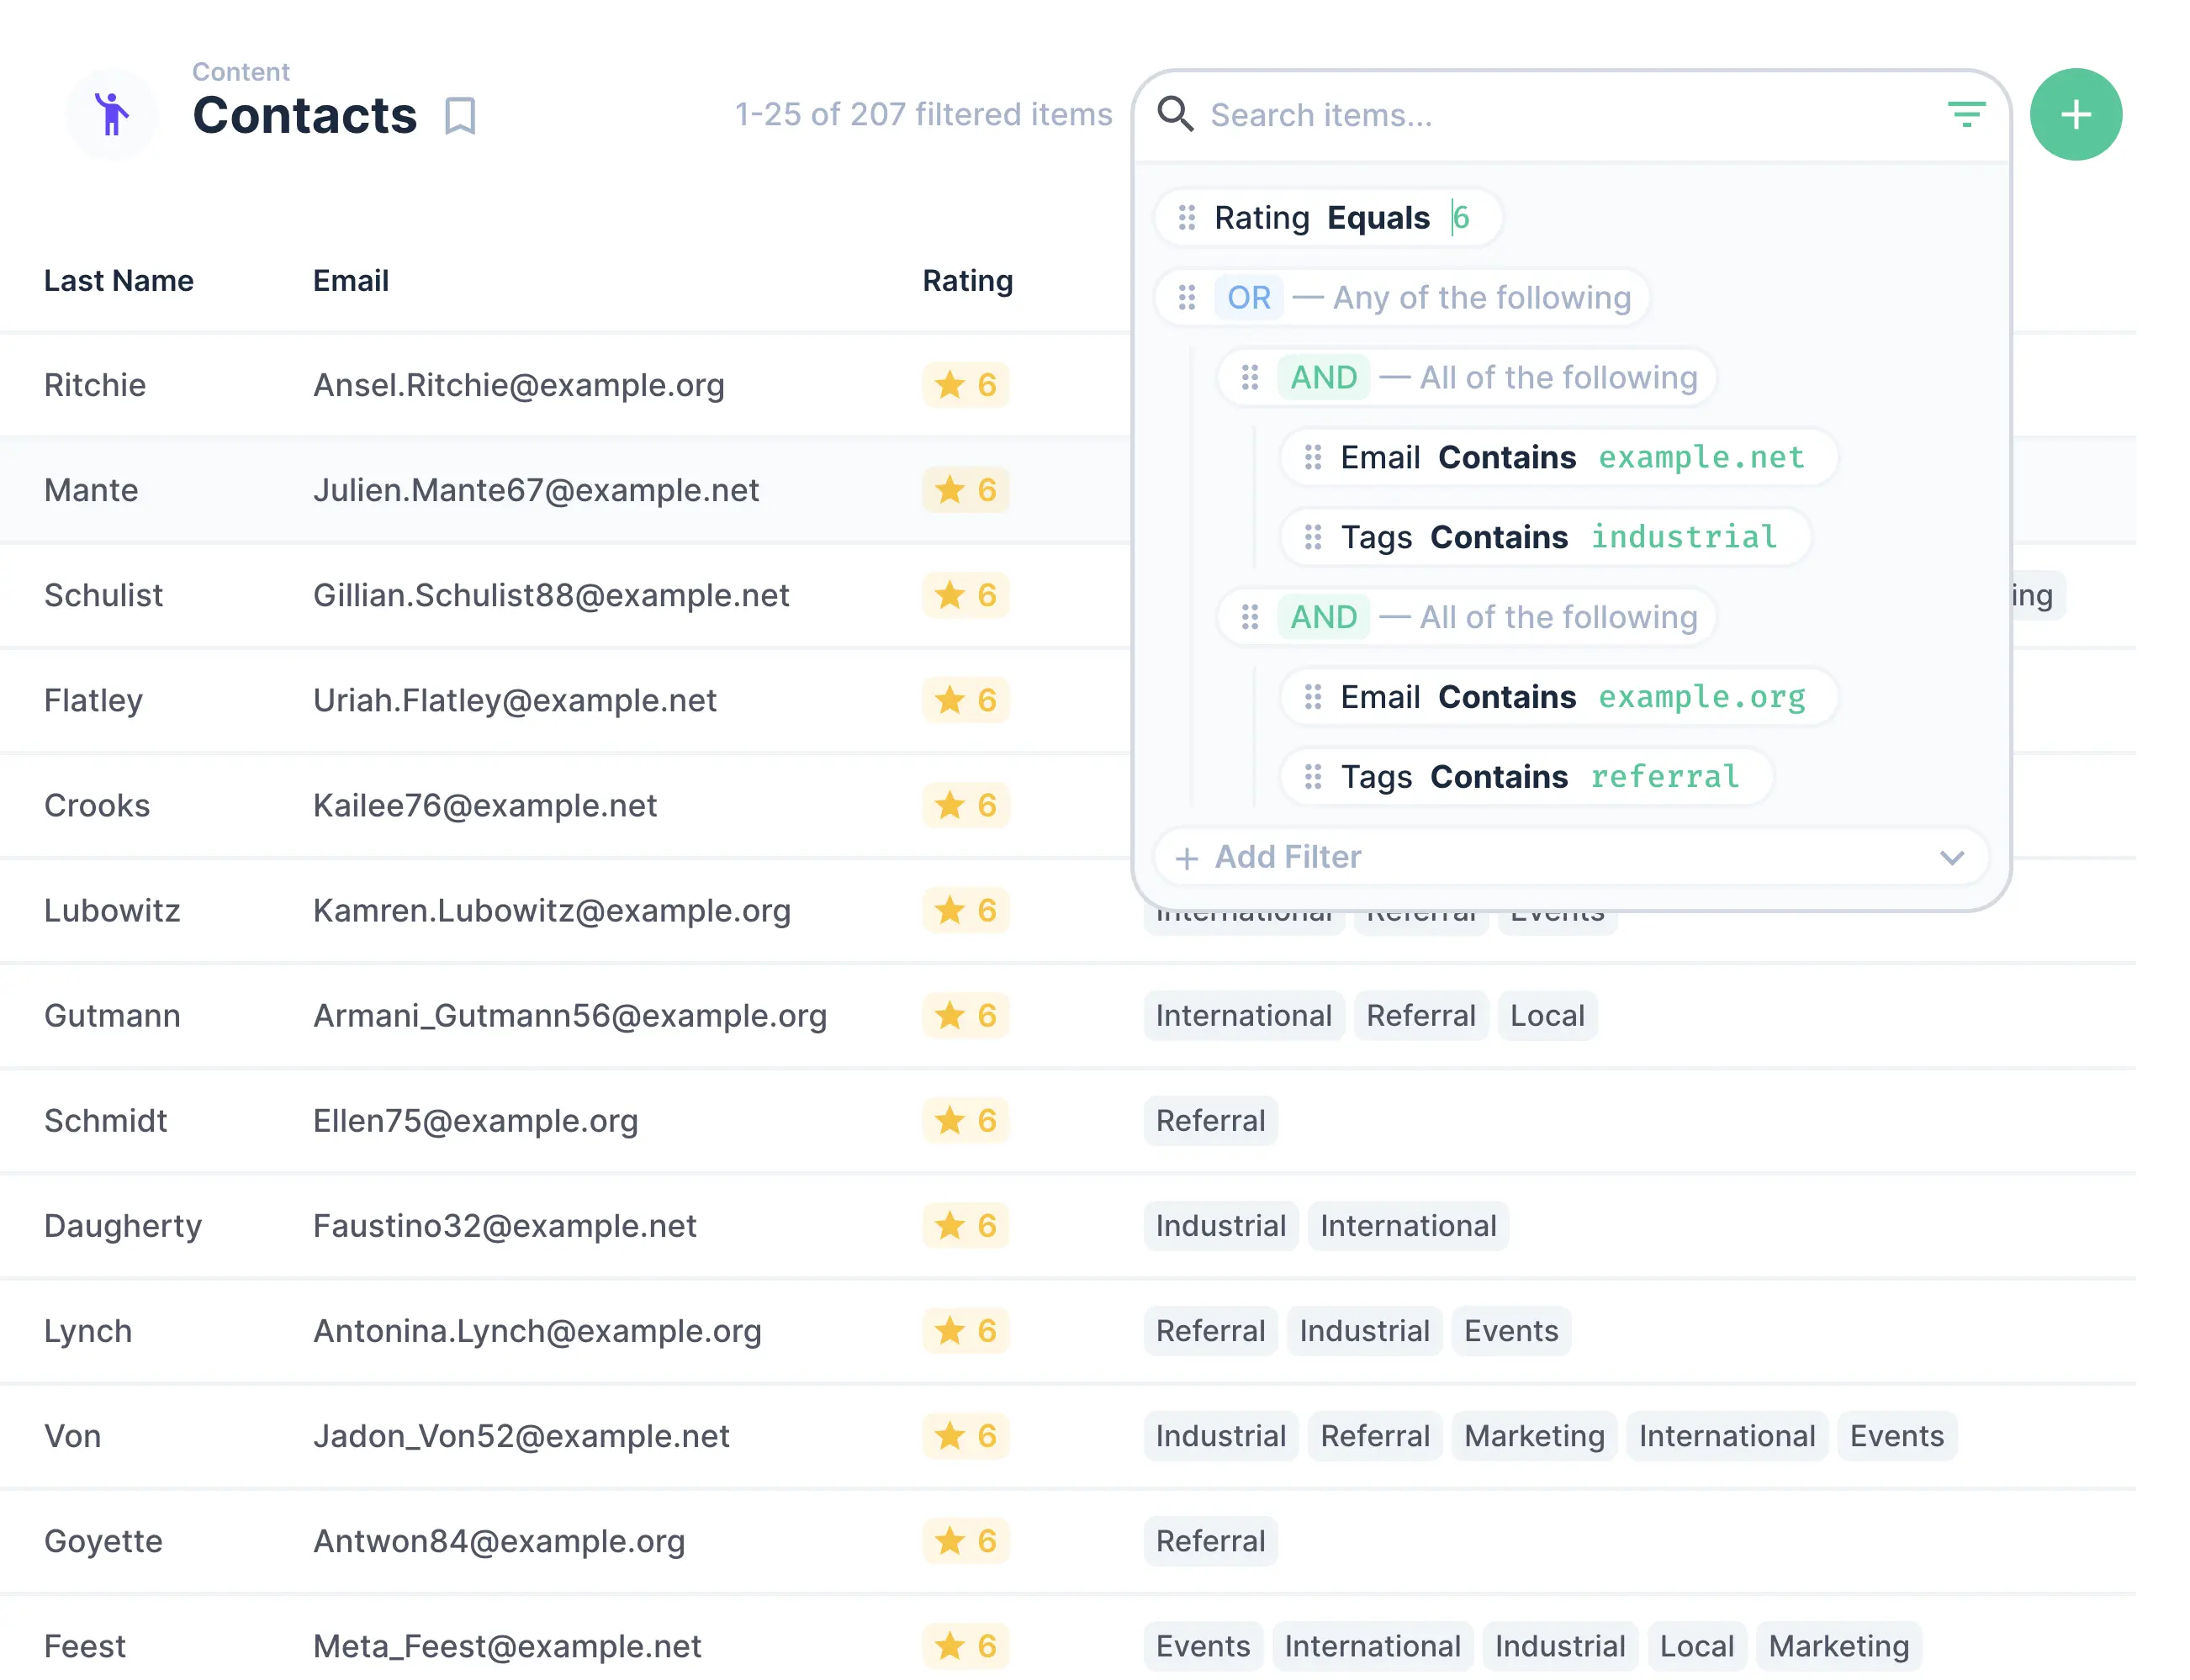 Content
Contacts
1-25 of 207 filtered items
Search items...
Rating Equals 6
OR — Any of the following
AND — All of the following
Email Contains example.net
Tags Contains industrial
AND — All of the following
Email Contains example.org
Tags Contains referral
Add Filter
Last Name Email Rating
Ritchie Ansel.Ritchie@example.org 6
Mante Julien.Mante67@example.net 6
Schulist Gillian.Schulist88@example.net 6 ing
Flatley Uriah.Flatley@example.net 6
Crooks Kailee76@example.net 6
Lubowitz Kamren.Lubowitz@example.org 6 International Referral Events
Gutmann Armani_Gutmann56@example.org 6 International Referral Local
Schmidt Ellen75@example.org 6 Referral
Daugherty Faustino32@example.net 6 Industrial International
Lynch Antonina.Lynch@example.org 6 Referral Industrial Events
Von Jadon_Von52@example.net 6 Industrial Referral Marketing International Events
Goyette Antwon84@example.org 6 Referral
Feest Meta_Feest@example.net 6 Events International Industrial Local Marketing